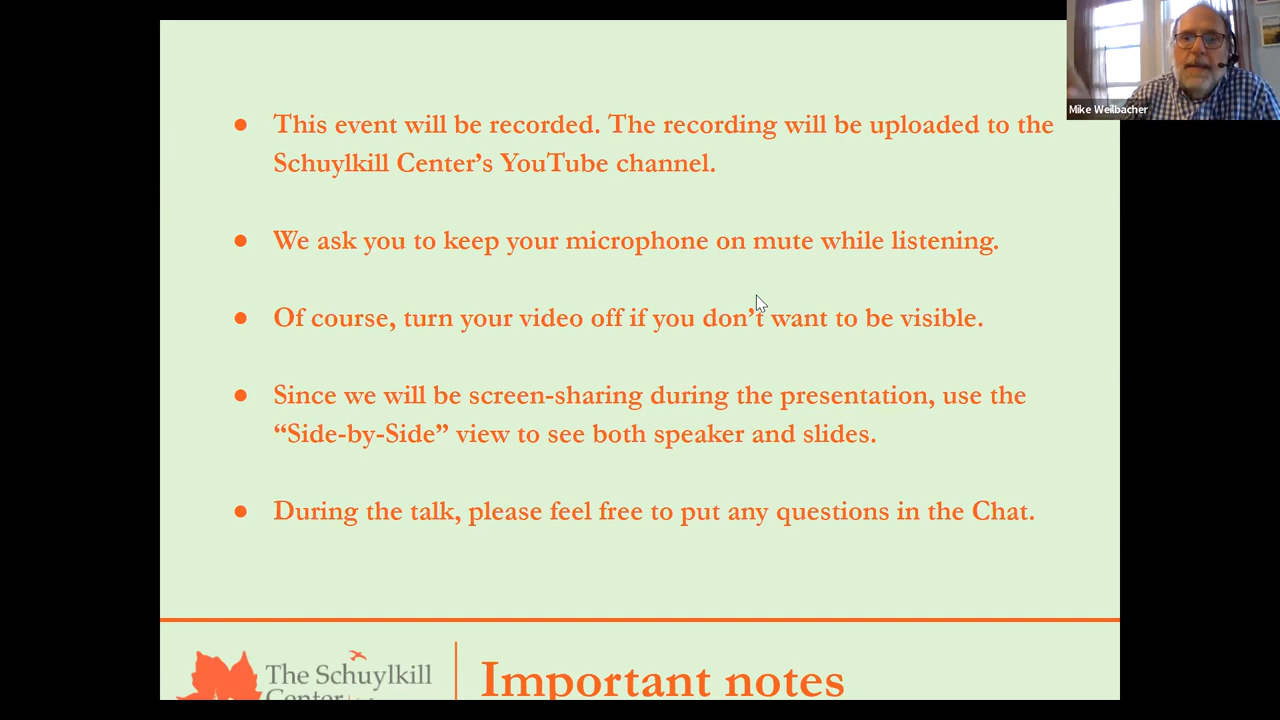 Mike Weilbacher
● This event will be recorded. The recording will be uploaded to the
Schuylkill Center’s YouTube channel.
● We ask you to keep your microphone on mute while listening.
● Of course, turn your video off if you don’t want to be visible.
● Since we will be screen-sharing during the presentation, use the
“Side-by-Side” view to see both speaker and slides.
● During the talk, please feel free to put any questions in the Chat.
The Schuylkill
Center
Important notes